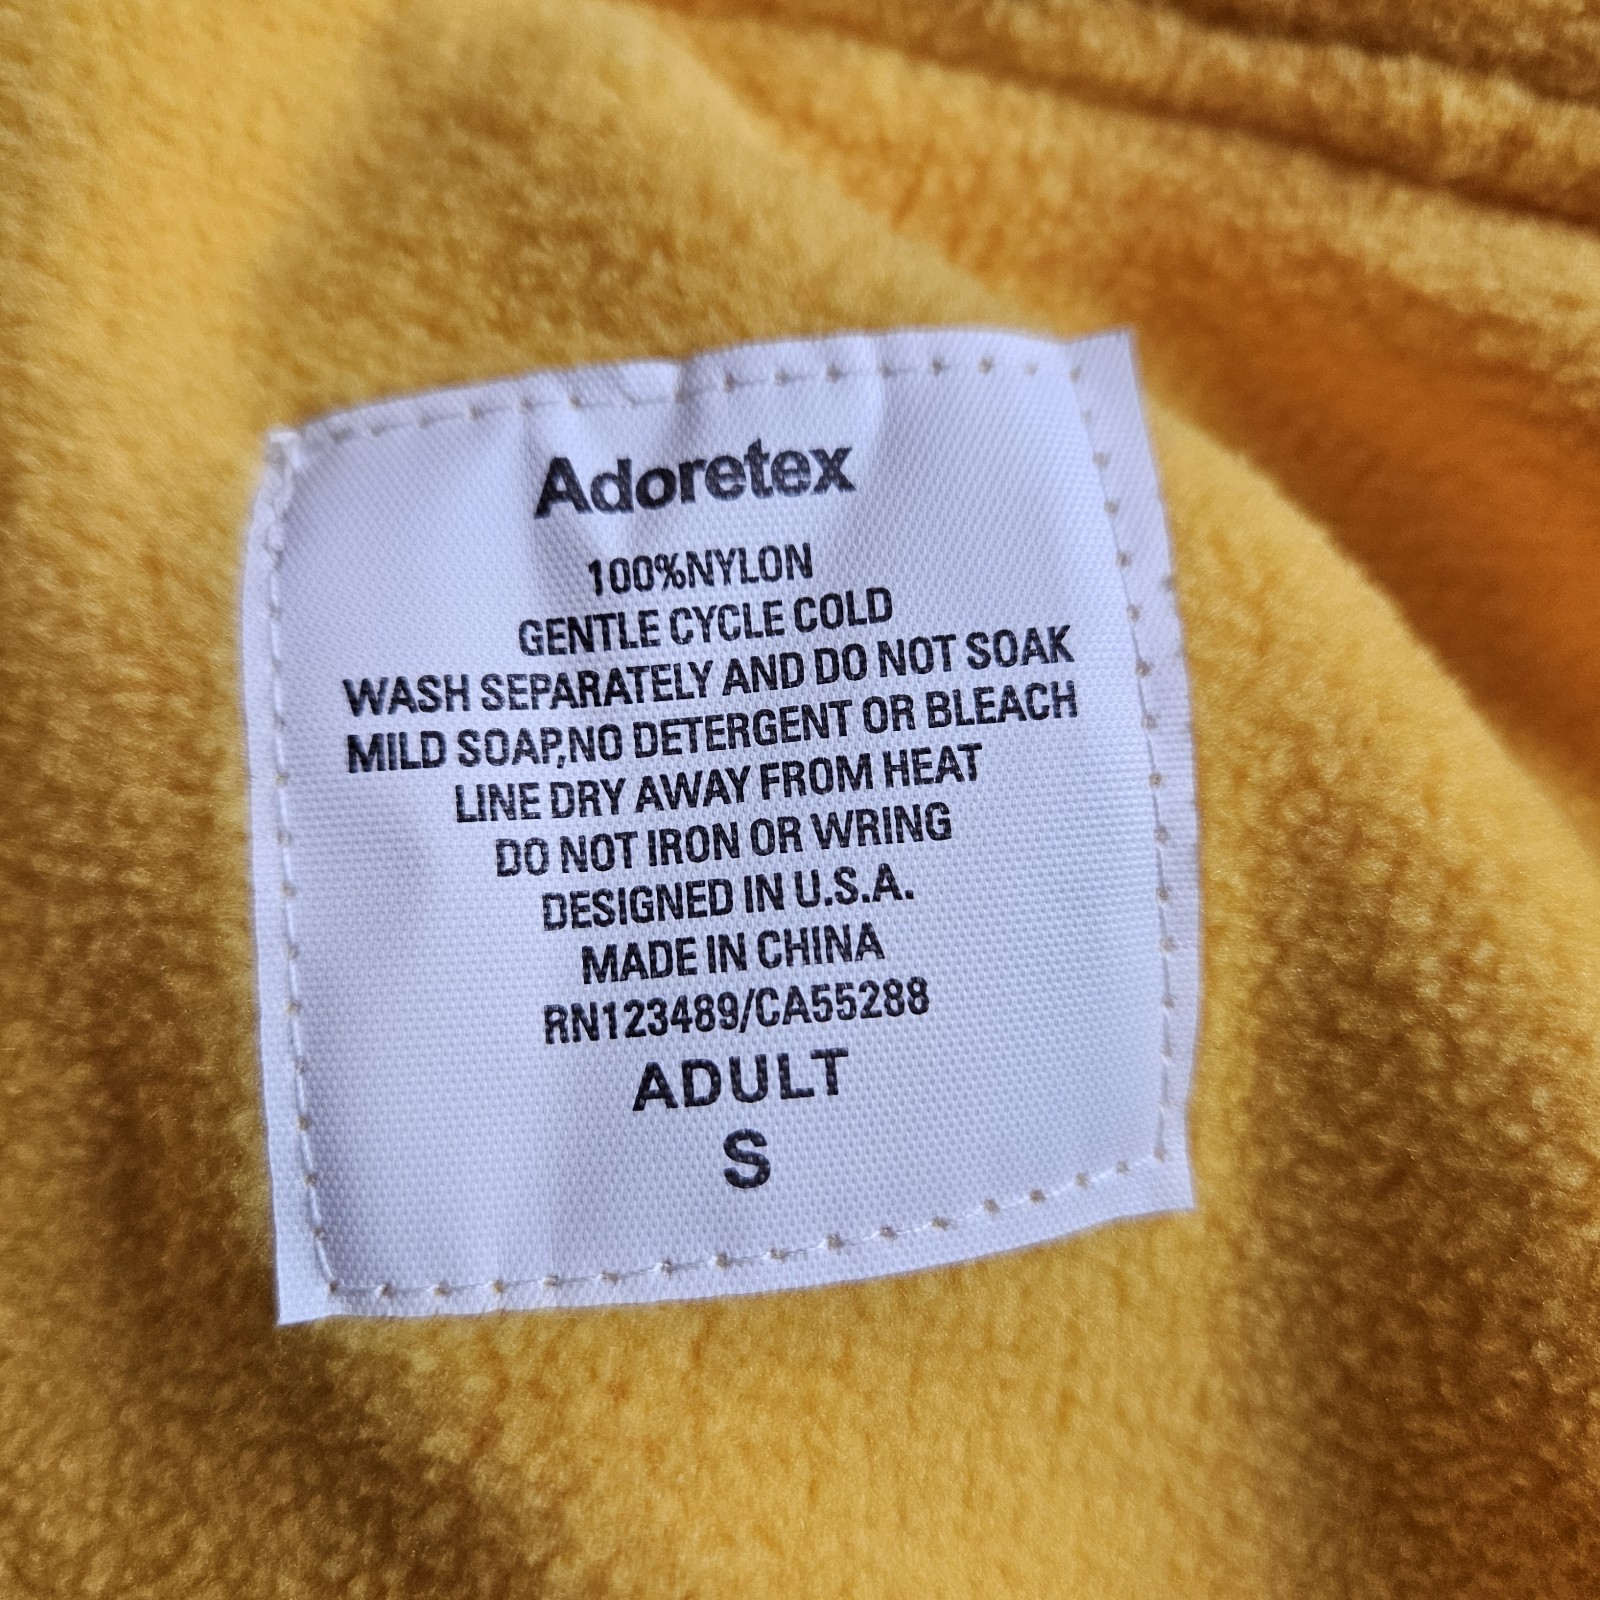 Adoretex
100%NYLON
GENTLE CYCLE COLD
WASH SEPARATELY AND DO NOT SOAK
MILD SOAP,NO DETERGENT OR BLEACH
LINE DRY AWAY FROM HEAT
DO NOT IRON OR WRING
DESIGNED IN U.S.A.
MADE IN CHINA
RN123489/CA55288
ADULT
S